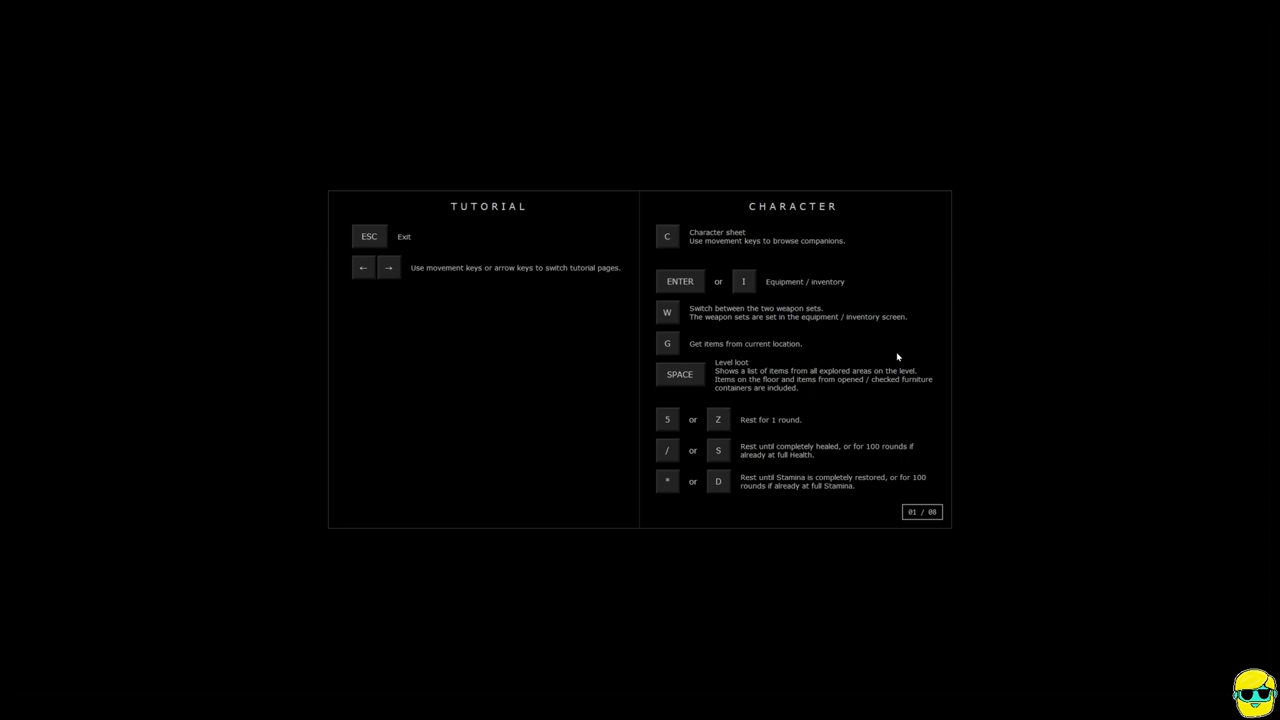 TUTORIAL
ESC Exit
← → Use movement keys or arrow keys to switch tutorial pages.
CHARACTER
C Character sheet
Use movement keys to browse companions.
ENTER or I Equipment / inventory
W Switch between the two weapon sets.
The weapon sets are set in the equipment / inventory screen.
G Get items from current location.
SPACE Level loot
Shows a list of items from all explored areas on the level.
Items on the floor and items from opened / checked furniture
containers are included.
5 or Z Rest for 1 round.
/ or S Rest until completely healed, or for 100 rounds if
already at full Health.
* or D Rest until Stamina is completely restored, or for 100
rounds if already at full Stamina.
01 / 08